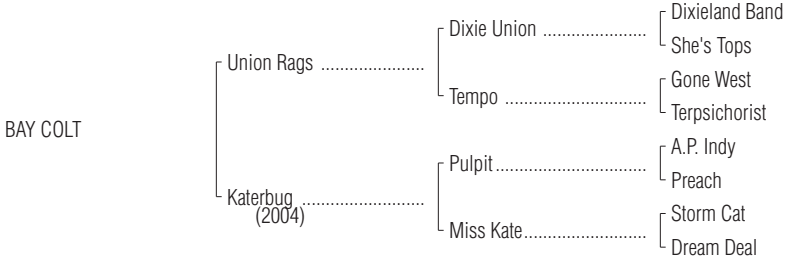 Dixieland Band
Dixie Union ......................
She's Tops
Union Rags ......................
Gone West
Tempo ..............................
Terpsichorist
BAY COLT
A.P. Indy
Pulpit ................................
Preach
Katerbug ..........................
(2004)
Storm Cat
Miss Kate ..........................
Dream Deal